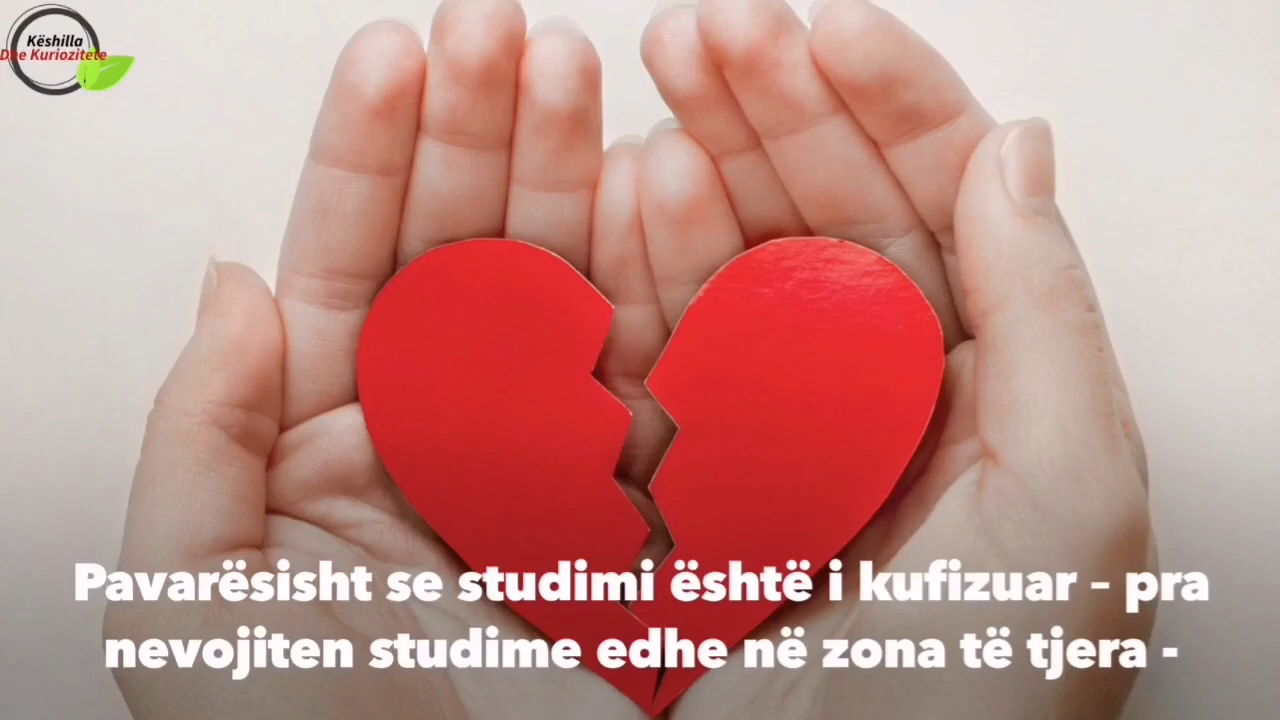 Këshilla
Dhe Kuriozitete
Pavarësisht se studimi është i kufizuar - pra
nevojiten studime edhe në zona të tjera -